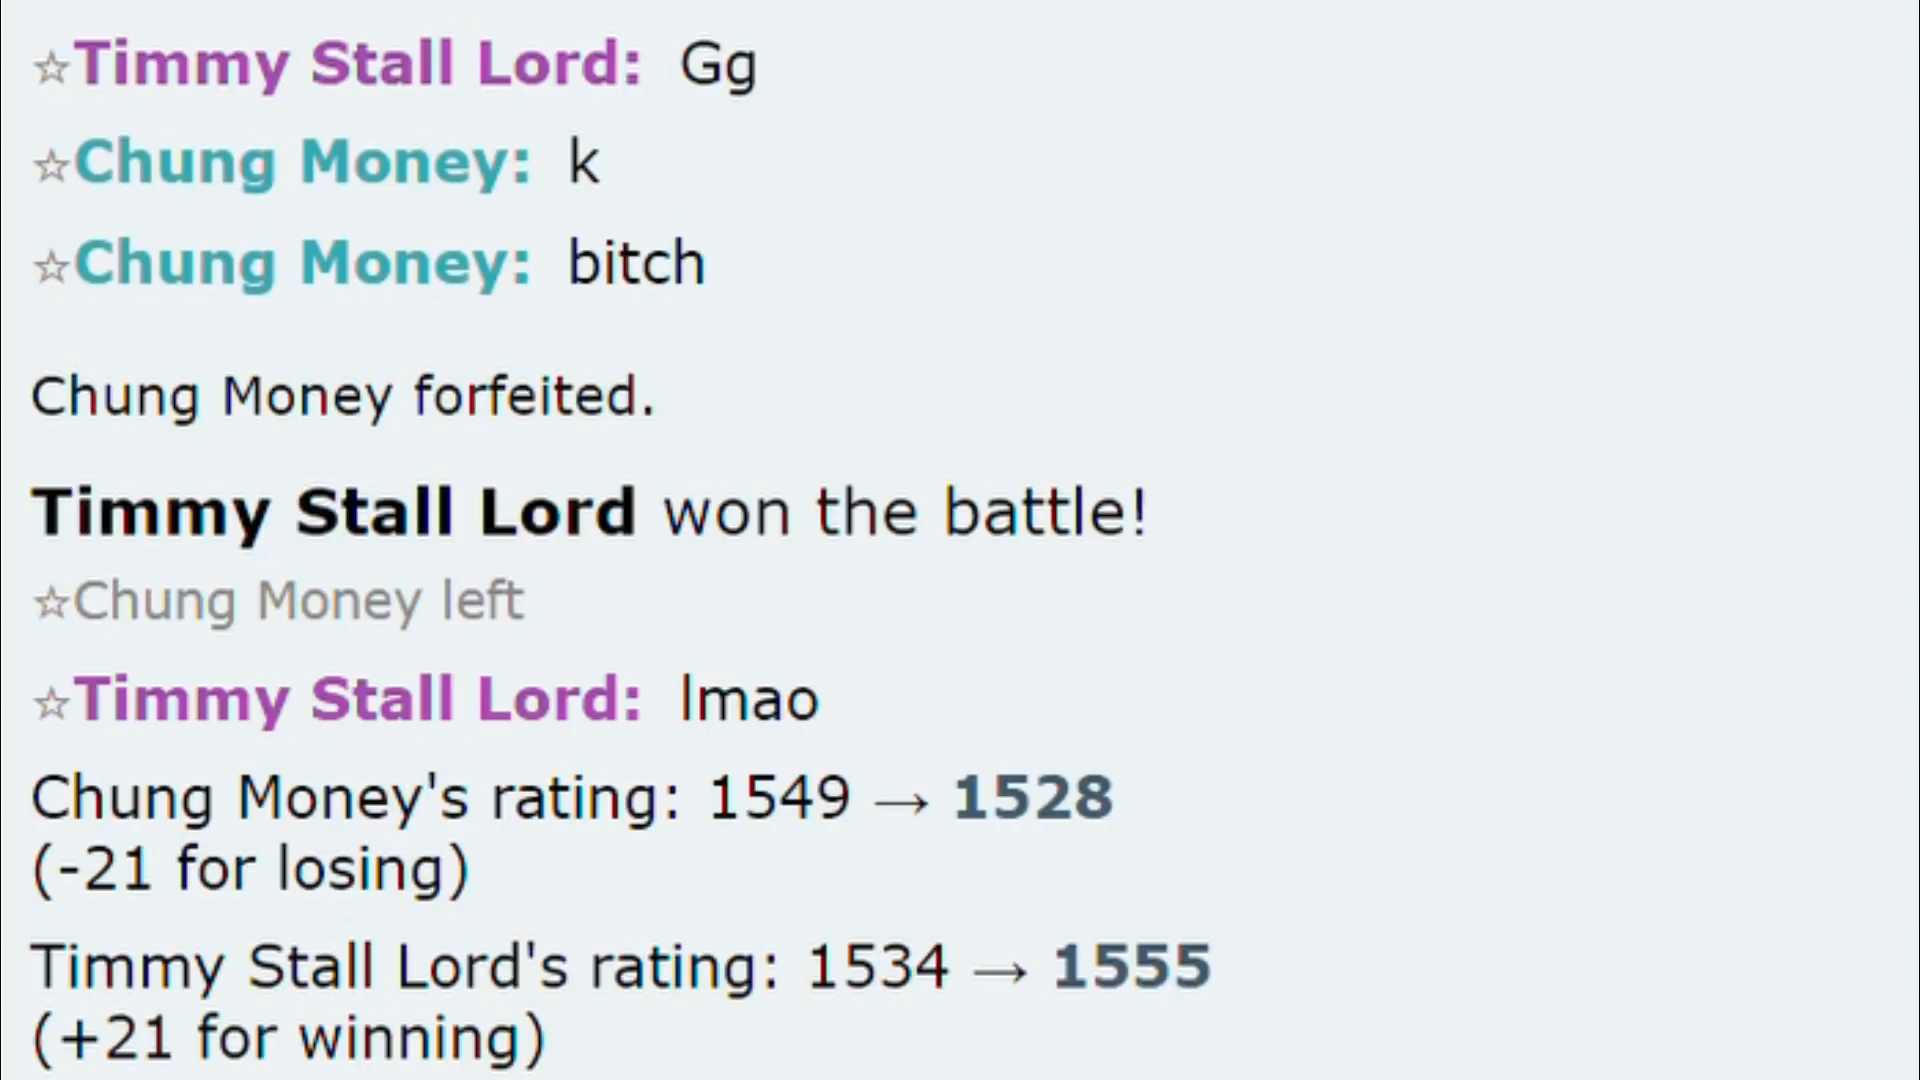 ☆Timmy Stall Lord: Gg
☆Chung Money: k
☆Chung Money: bitch
Chung Money forfeited.
Timmy Stall Lord won the battle!
☆Chung Money left
☆Timmy Stall Lord: lmao
Chung Money's rating: 1549 → 1528
(-21 for losing)
Timmy Stall Lord's rating: 1534 → 1555
(+21 for winning)